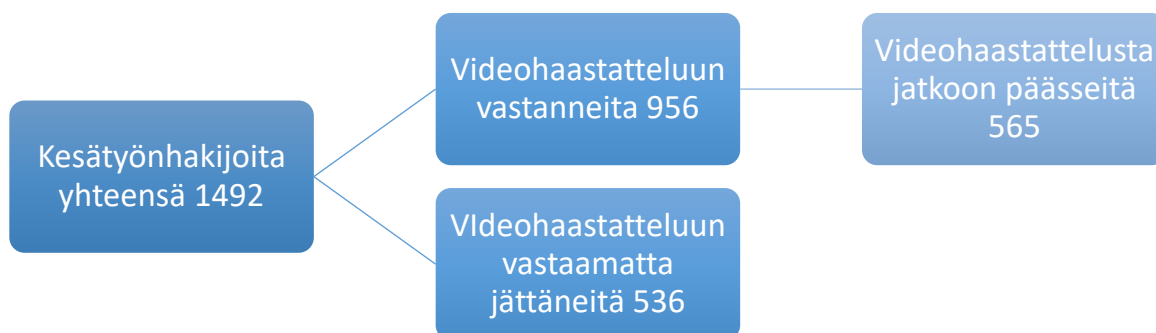 Kesätyönhakijoita
yhteensä 1492
Videohaastatteluun
vastanneita 956
VIdeohaastatteluun
vastaamatta
jättäneitä 536
Videohaastattelusta
jatkoon päässeitä
565